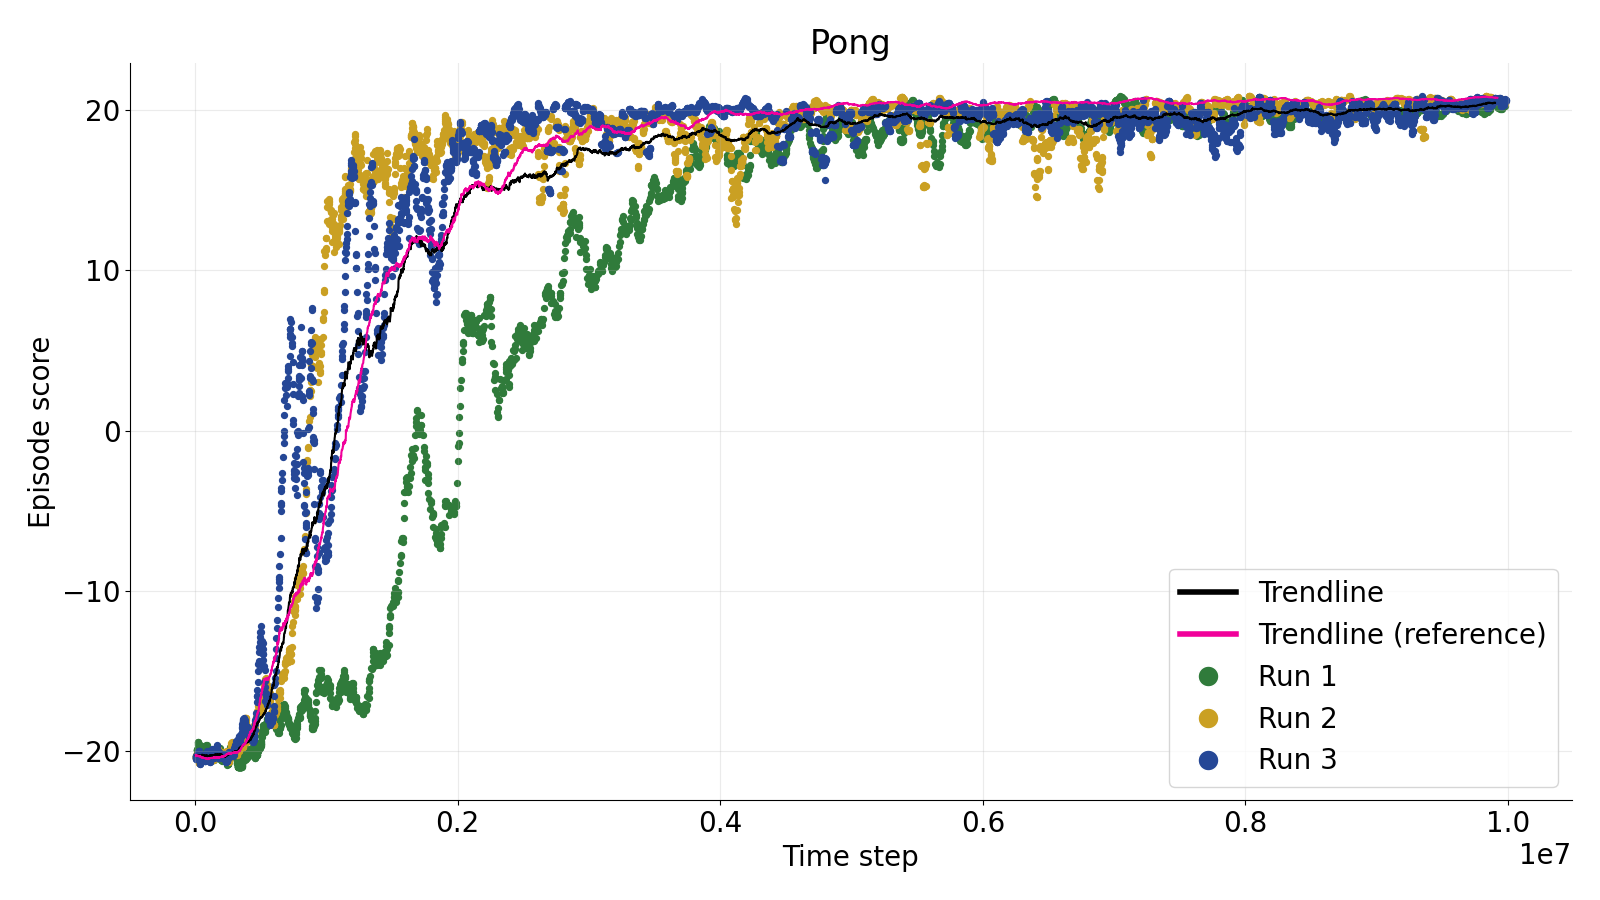 Pong
Episode score
20
10
0
−10
−20
0.0
0.2
0.4
0.6
0.8
1.0
1e7
Time step
Trendline
Trendline (reference)
Run 1
Run 2
Run 3